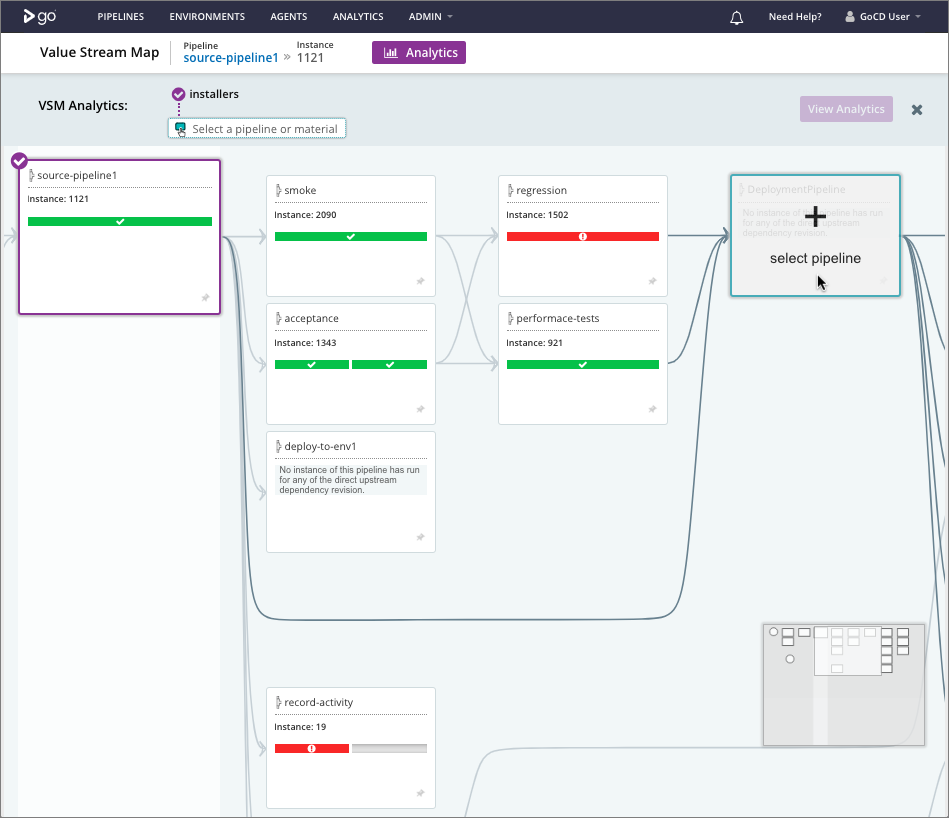 go PIPELINES ENVIRONMENTS AGENTS ANALYTICS ADMIN Need Help? GoCD User
Value Stream Map
Pipeline
source-pipeline1 »
Instance
1121
Analytics
VSM Analytics:
installers
Select a pipeline or material
View Analytics
source-pipeline1
Instance: 1121
smoke
Instance: 2090
regression
Instance: 1502
DeploymentPipeline
No instance of this pipeline has run
for any of the direct upstream
dependency revision.
select pipeline
acceptance
Instance: 1343
performace-tests
Instance: 921
deploy-to-env1
No instance of this pipeline has run
for any of the direct upstream
dependency revision.
record-activity
Instance: 19